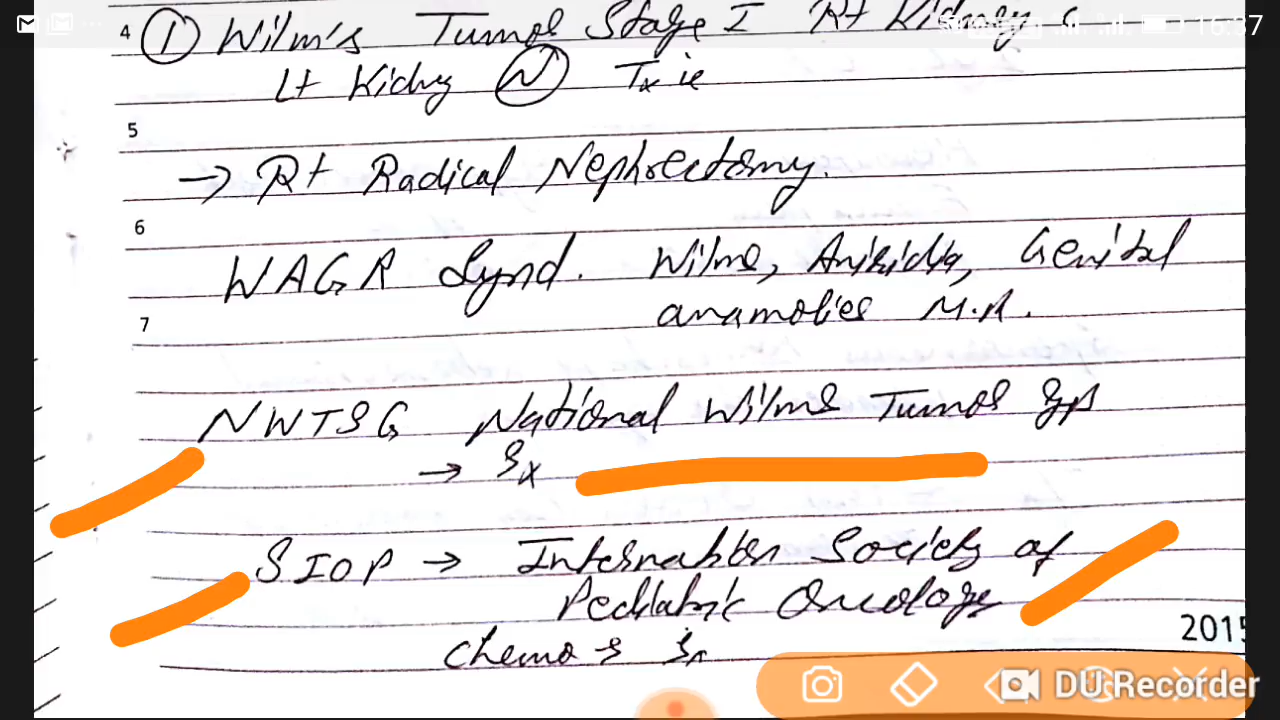 4 ① Wilm's Tumor Stage I Rt Kidney c
16:37
Lt Kidney Ⓝ Tx ie
5
→ Rt Radical Nephrectomy.
6
WAGR Synd. Wilms, Aniridia, Genital
anamolies M.R.
7
NWTSG National Wilms Tumor gp
→ Sx
SIOP → Internation Society of
Pediatric Oncology
2015
Chemo → Sx
DU Recorder